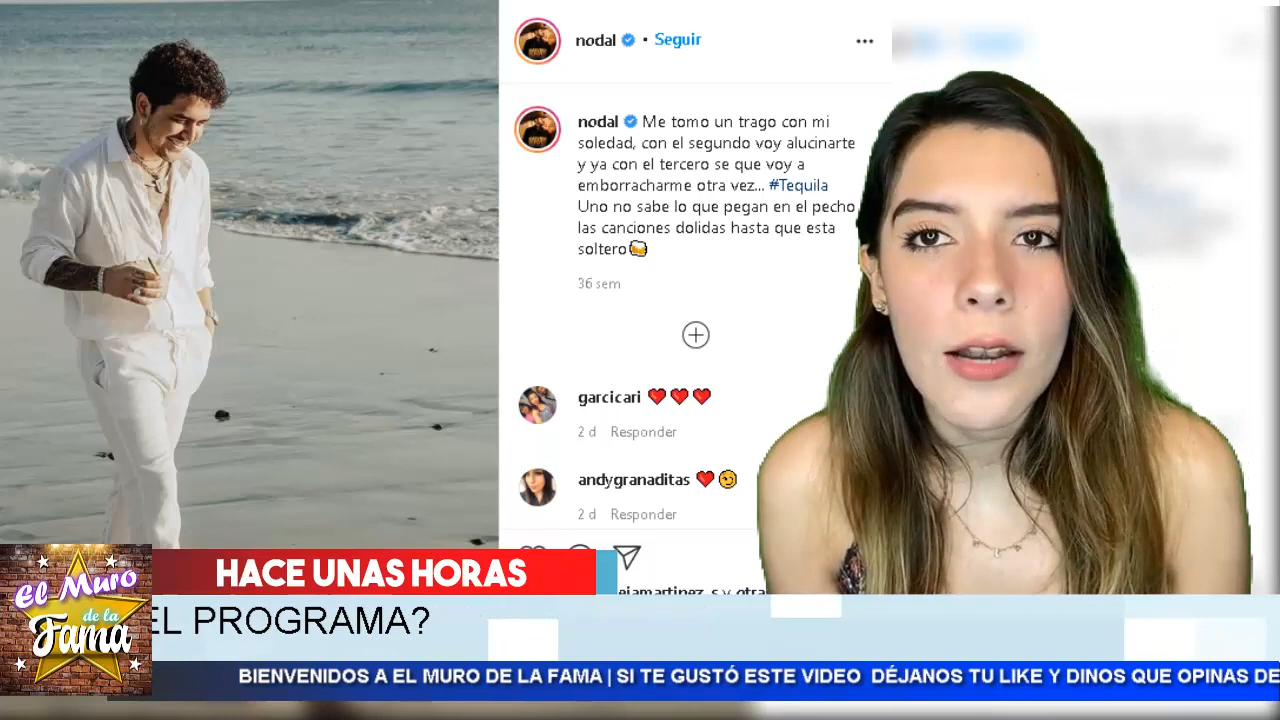 nodal • Seguir
nodal Me tomo un trago con mi
soledad, con el segundo voy alucinarte
y ya con el tercero se que voy a
emborracharme otra vez... #Tequila
Uno no sabe lo que pegan en el pecho
las canciones dolidas hasta que esta
soltero
36 sem
garcicari
2 d Responder
andygranaditas
2 d Responder
HACE UNAS HORAS
EL PROGRAMA?
El Muro
de la
Fama
BIENVENIDOS A EL MURO DE LA FAMA | SI TE GUSTÓ ESTE VIDEO DÉJANOS TU LIKE Y DINOS QUE OPINAS DE